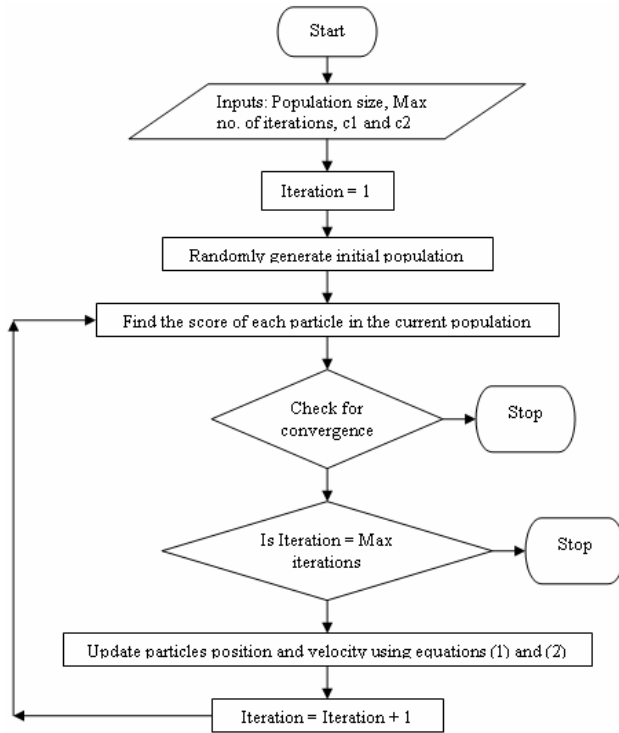 Start
Inputs: Population size, Max
no. of iterations, c1 and c2
Iteration = 1
Randomly generate initial population
Find the score of each particle in the current population
Check for
convergence
Stop
Is Iteration = Max
iterations
Stop
Update particles position and velocity using equations (1) and (2)
Iteration = Iteration + 1